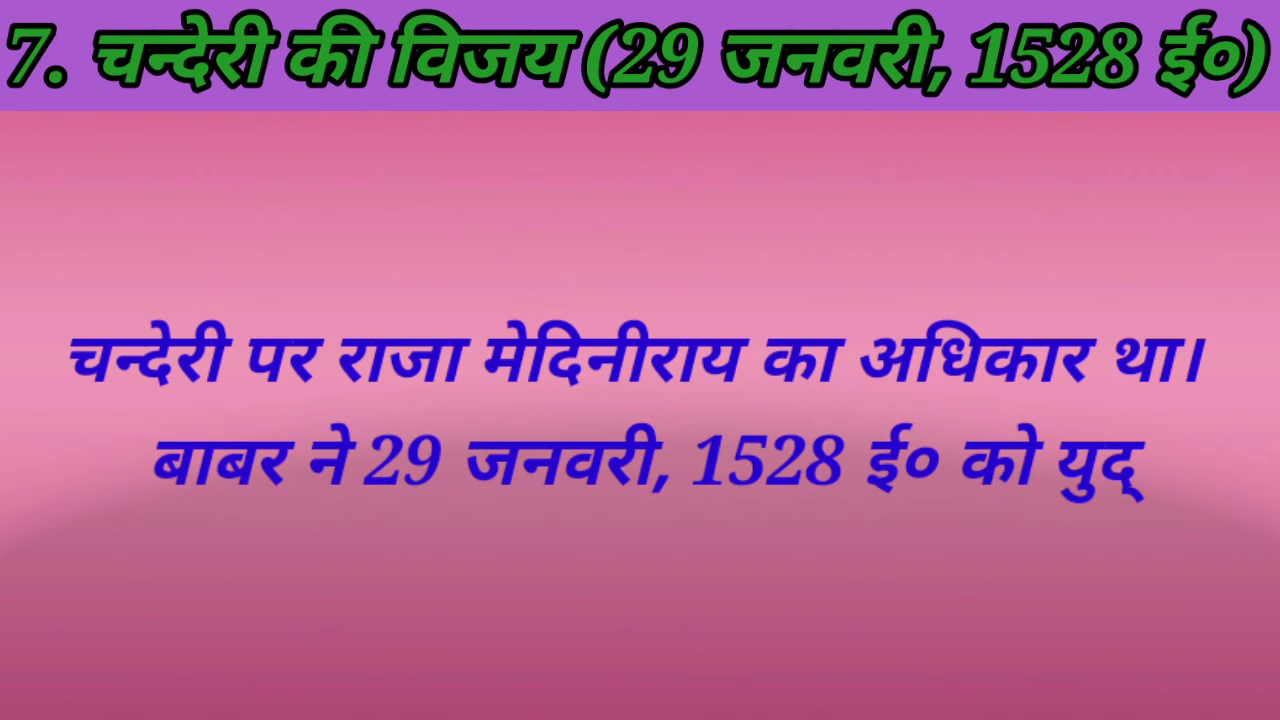 7. चन्देरी की विजय (29 जनवरी, 1528 ई०)
चन्देरी पर राजा मेदिनीराय का अधिकार था।
बाबर ने 29 जनवरी, 1528 ई० को युद्